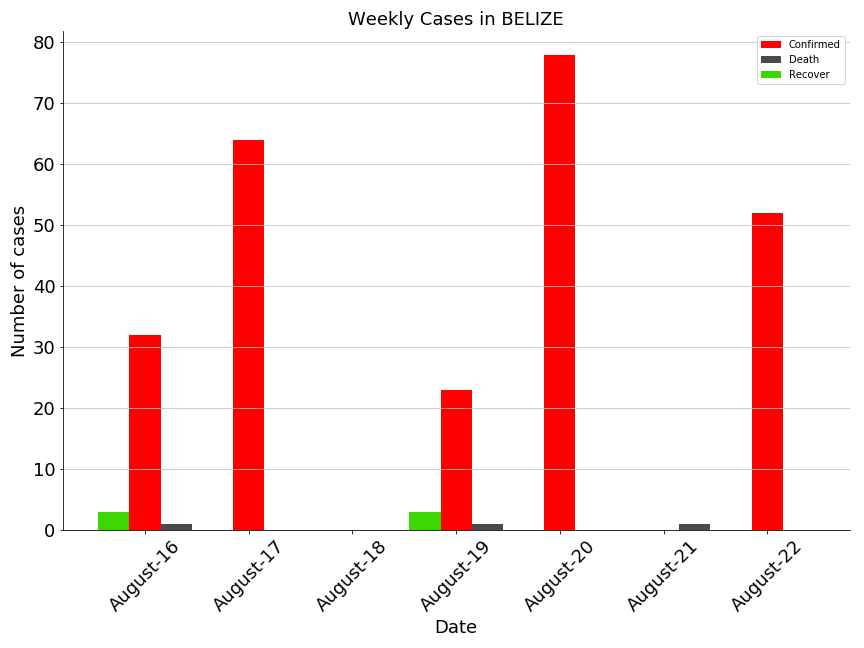 Weekly Cases in BELIZE
Confirmed
Death
Recover
Number of cases
80
70
60
50
40
30
20
10
0
August-16
August-17
August-18
August-19
August-20
August-21
August-22
Date